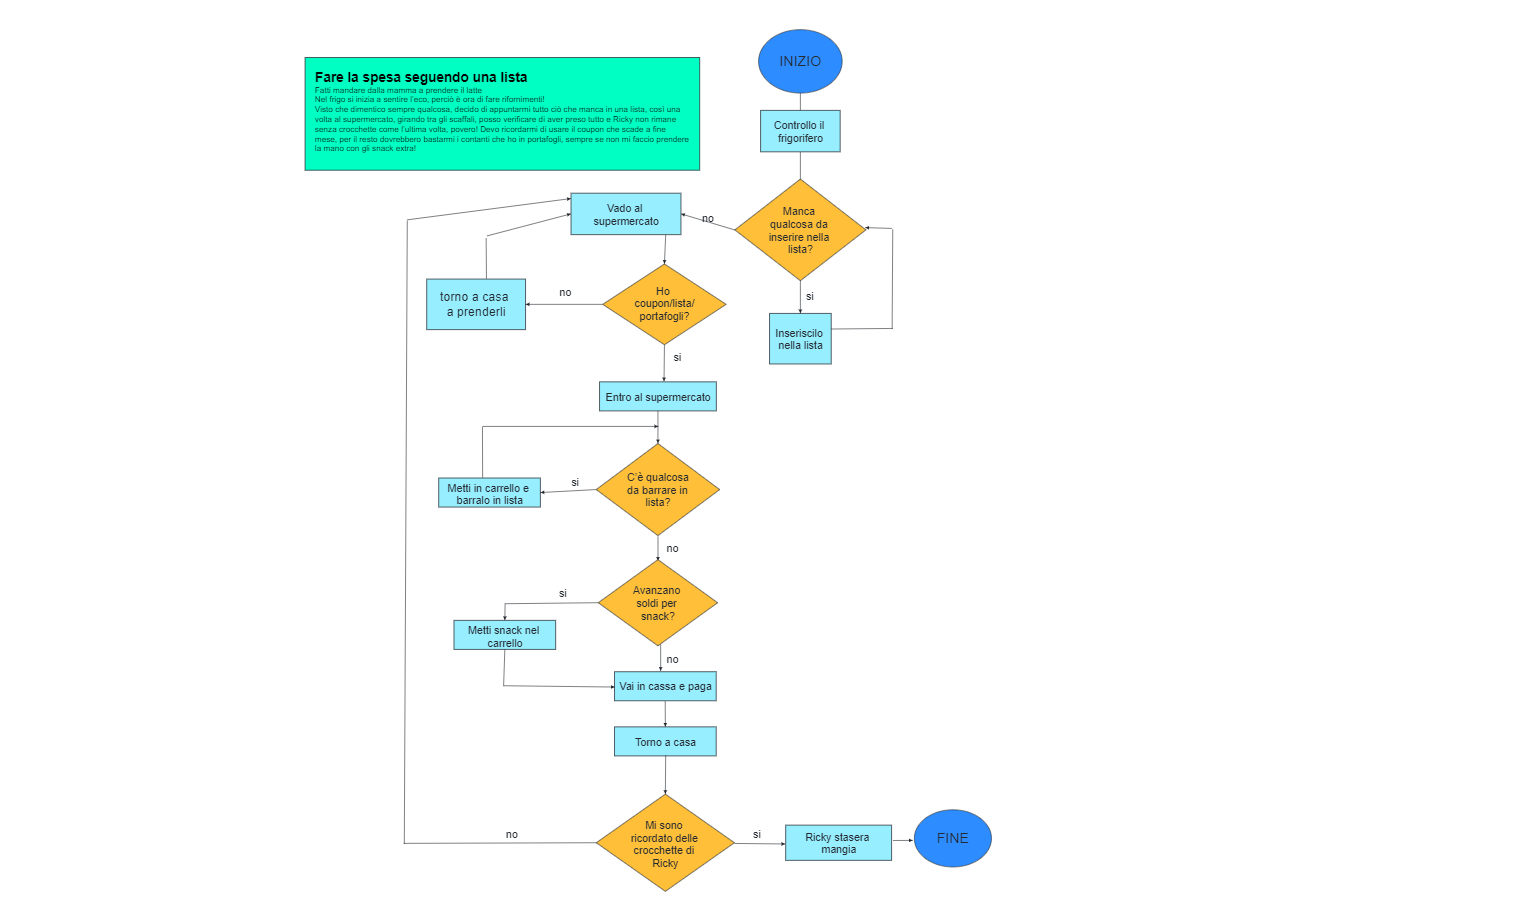 INIZIO
Fare la spesa seguendo una lista
Fatti mandare dalla mamma a prendere il latte
Nel frigo si inizia a sentire l'eco, perciò è ora di fare rifornimenti!
Visto che dimentico sempre qualcosa, decido di appuntarmi tutto ciò che manca in una lista, così una
volta al supermercato, girando tra gli scaffali, posso verificare di aver preso tutto e Ricky non rimane
senza crocchette come l'ultima volta, povero! Devo ricordarmi di usare il coupon che scade a fine
mese, per il resto dovrebbero bastarmi i contanti che ho in portafogli, sempre se non mi faccio prendere
la mano con gli snack extra!
Controllo il
frigorifero
Manca
qualcosa da
inserire nella
lista?
no
si
Inseriscilo
nella lista
Vado al
supermercato
Ho
coupon/lista/
portafogli?
no
torno a casa
a prenderli
si
Entro al supermercato
C'è qualcosa
da barrare in
lista?
si
Metti in carrello e
barralo in lista
no
Avanzano
soldi per
snack?
si
Metti snack nel
carrello
no
Vai in cassa e paga
Torno a casa
Mi sono
ricordato delle
crocchette di
Ricky
no
si
Ricky stasera
mangia
FINE